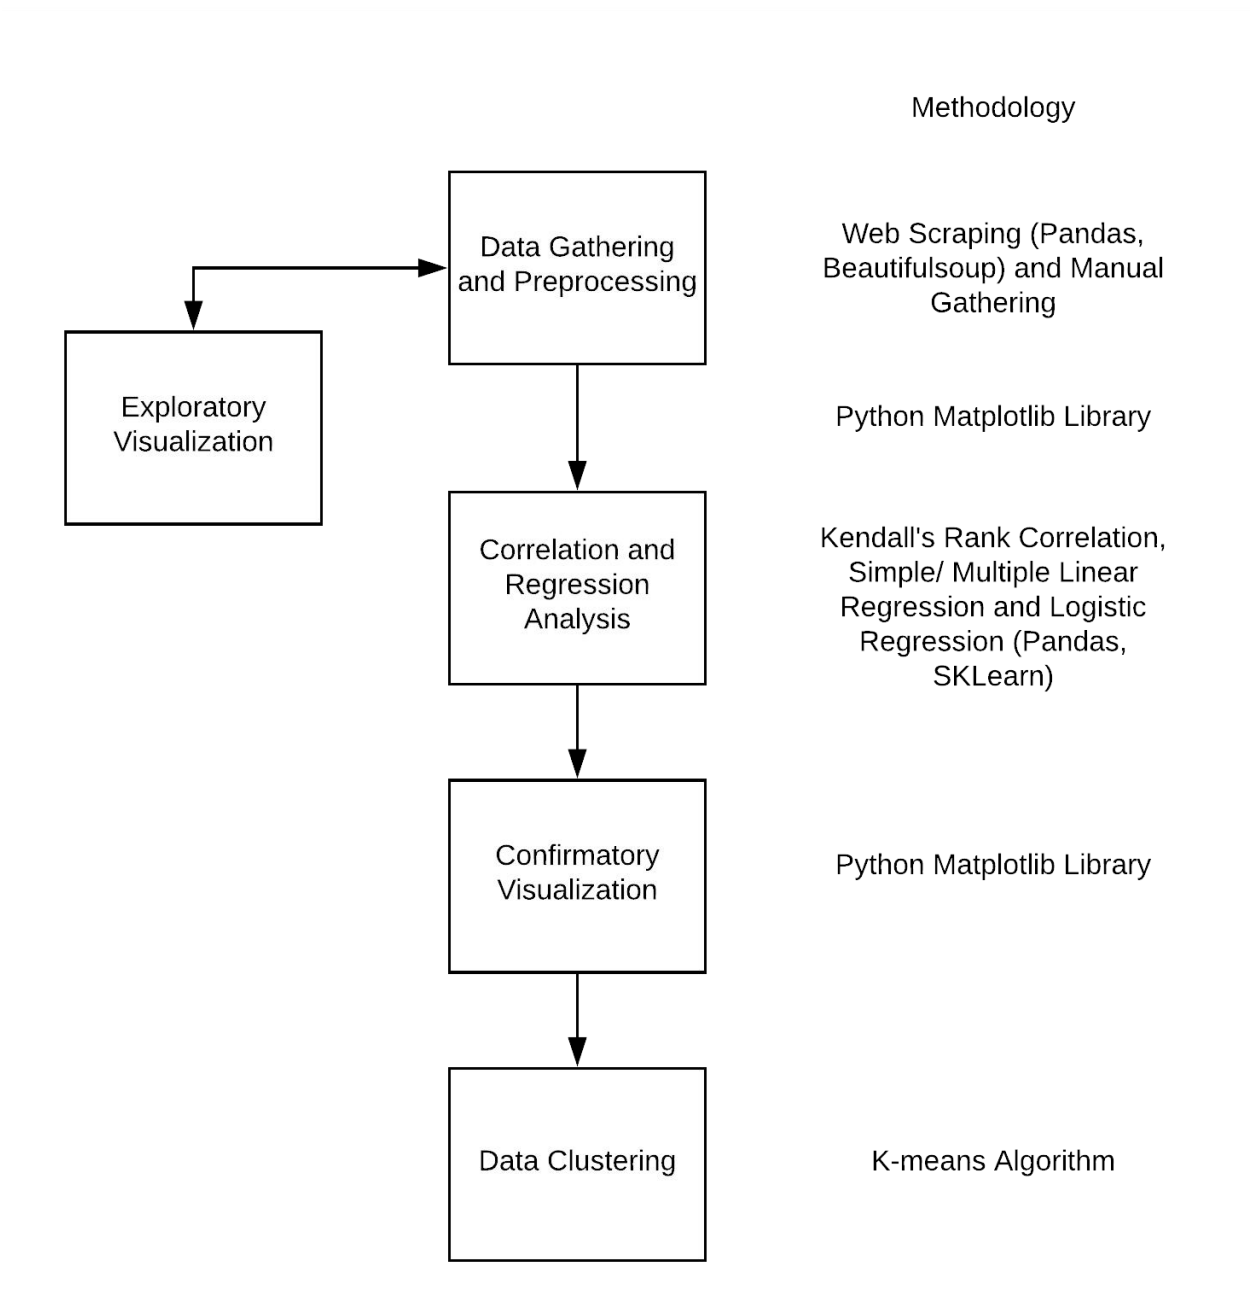 Methodology
Data Gathering
and Preprocessing
Web Scraping (Pandas,
Beautifulsoup) and Manual
Gathering
Exploratory
Visualization
Python Matplotlib Library
Correlation and
Regression
Analysis
Kendall's Rank Correlation,
Simple/ Multiple Linear
Regression and Logistic
Regression (Pandas,
SKLearn)
Confirmatory
Visualization
Python Matplotlib Library
Data Clustering
K-means Algorithm